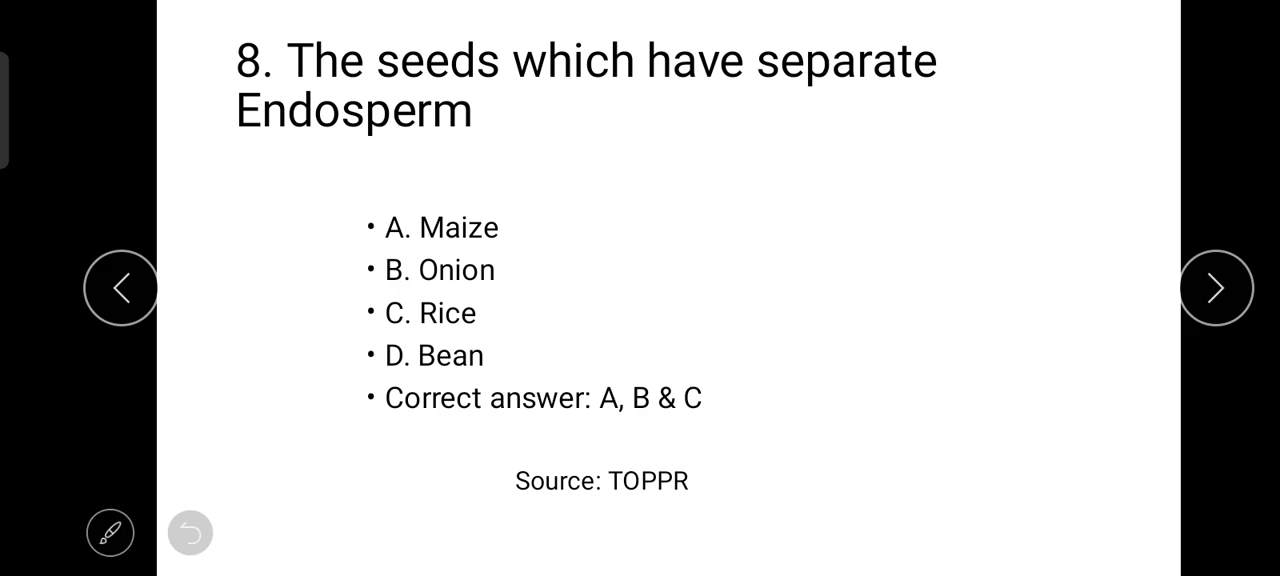 8. The seeds which have separate
Endosperm
• A. Maize
• B. Onion
• C. Rice
• D. Bean
• Correct answer: A, B & C
Source: TOPPR